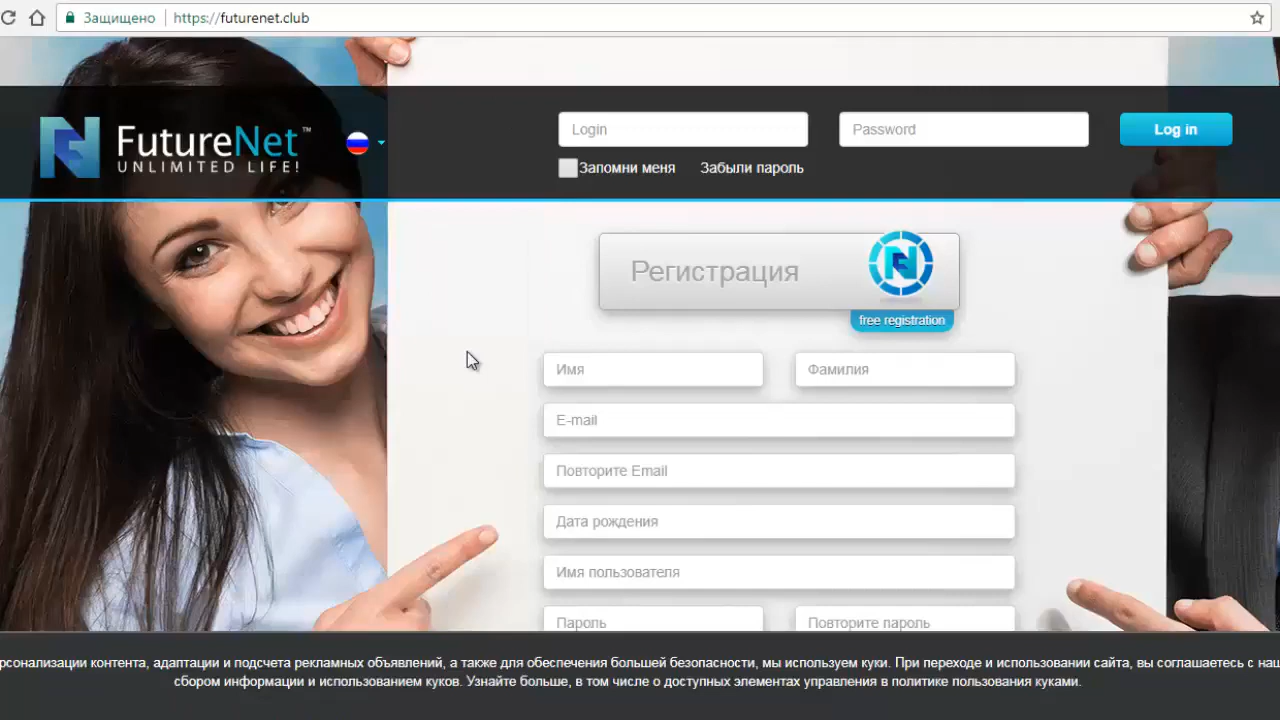 Защищено https://futurenet.club
FutureNet™
UNLIMITED LIFE!
Login
Password
Log in
Запомни меня
Забыли пароль
Регистрация
free registration
Имя
Фамилия
E-mail
Повторите Email
Дата рождения
Имя пользователя
Пароль
Повторите пароль
контента, адаптации и подсчета рекламных объявлений, а также для обеспечения большей безопасности, мы используем куки. При переходе и использовании сайта, вы соглашаетесь с
сбором информации и использованием куков. Узнайте больше, в том числе о доступных элементах управления в политике пользования куками.